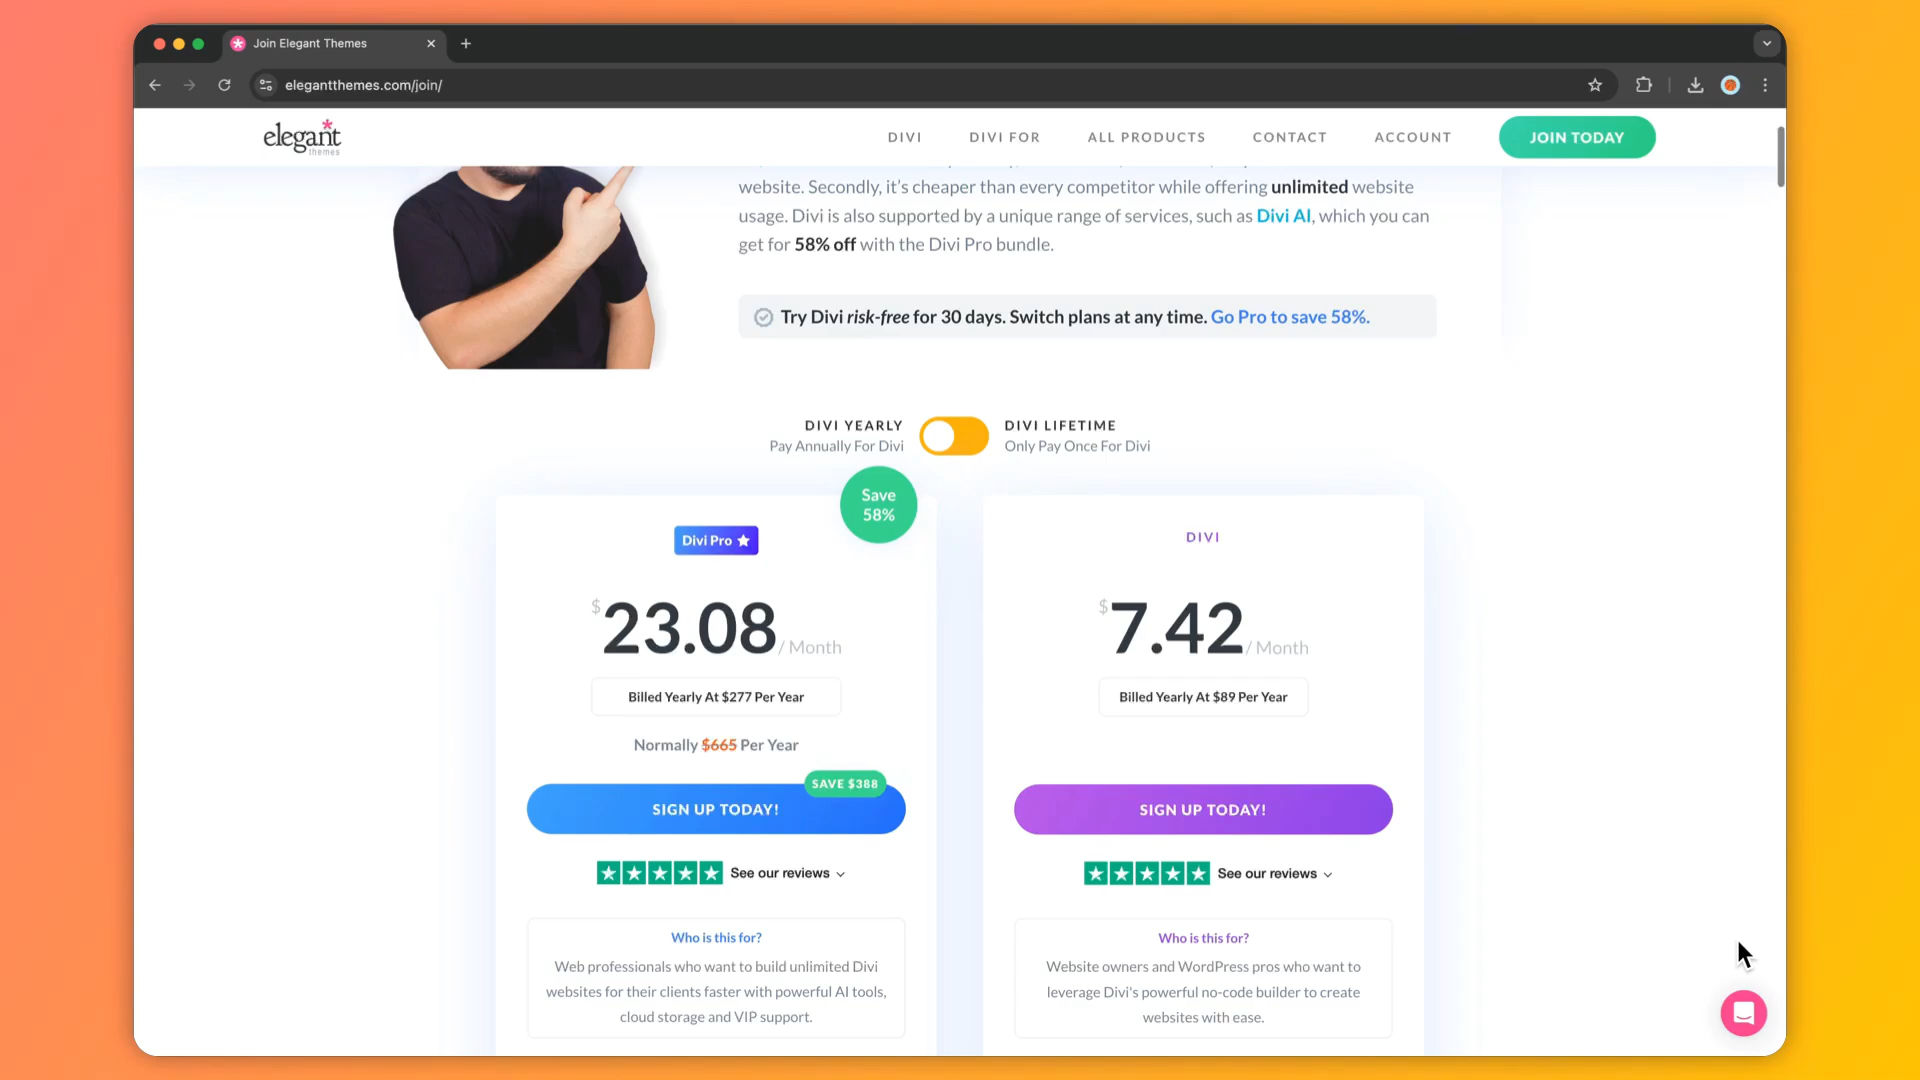 Join Elegant Themes
elegantthemes.com/join/
elegant
themes
DIVI
DIVI FOR
ALL PRODUCTS
CONTACT
ACCOUNT
JOIN TODAY
website. Secondly, it's cheaper than every competitor while offering unlimited website
usage. Divi is also supported by a unique range of services, such as Divi AI, which you can
get for 58% off with the Divi Pro bundle.
Try Divi risk-free for 30 days. Switch plans at any time. Go Pro to save 58%.
DIVI YEARLY
Pay Annually For Divi
DIVI LIFETIME
Only Pay Once For Divi
Save
58%
Divi Pro
$23.08 / Month
Billed Yearly At $277 Per Year
Normally $665 Per Year
SAVE $388
SIGN UP TODAY!
See our reviews
Who is this for?
Web professionals who want to build unlimited Divi
websites for their clients faster with powerful AI tools,
cloud storage and VIP support.
DIVI
$7.42 / Month
Billed Yearly At $89 Per Year
SIGN UP TODAY!
See our reviews
Who is this for?
Website owners and WordPress pros who want to
leverage Divi's powerful no-code builder to create
websites with ease.